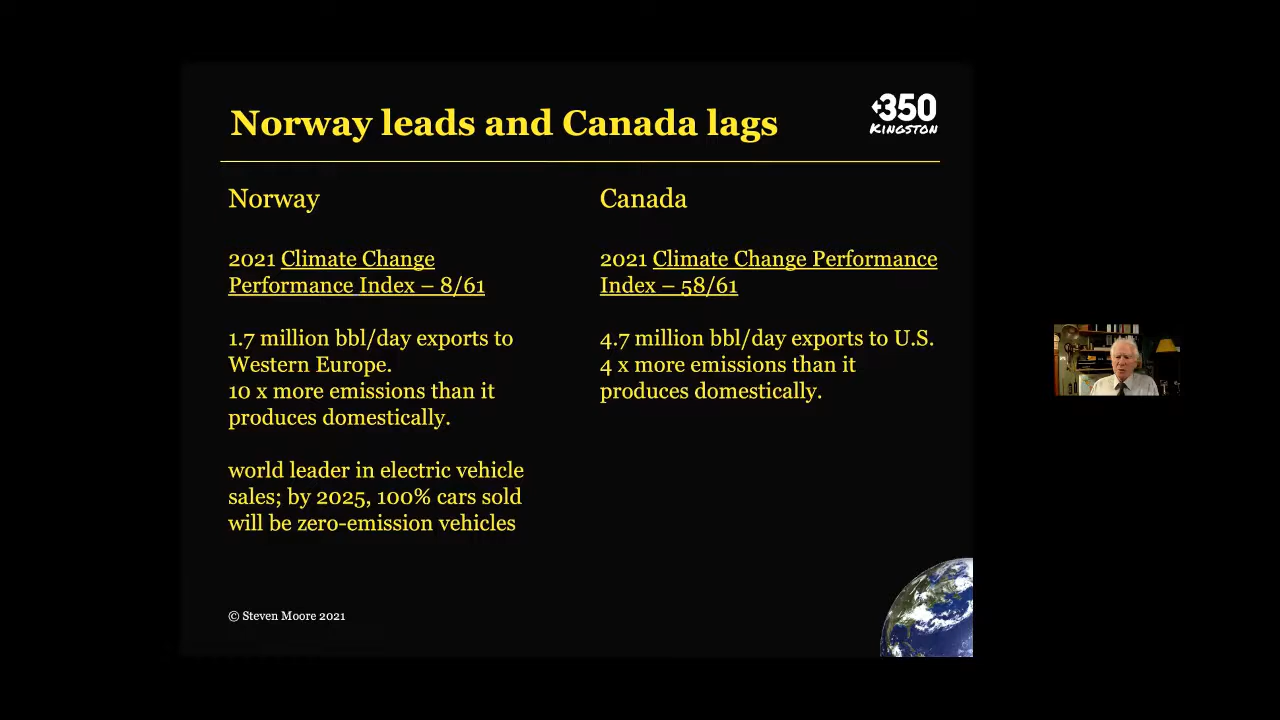 Norway leads and Canada lags
350
KINGSTON
Norway
2021 Climate Change
Performance Index – 8/61
1.7 million bbl/day exports to
Western Europe.
10 x more emissions than it
produces domestically.
world leader in electric vehicle
sales; by 2025, 100% cars sold
will be zero-emission vehicles
Canada
2021 Climate Change Performance
Index – 58/61
4.7 million bbl/day exports to U.S.
4 x more emissions than it
produces domestically.
© Steven Moore 2021